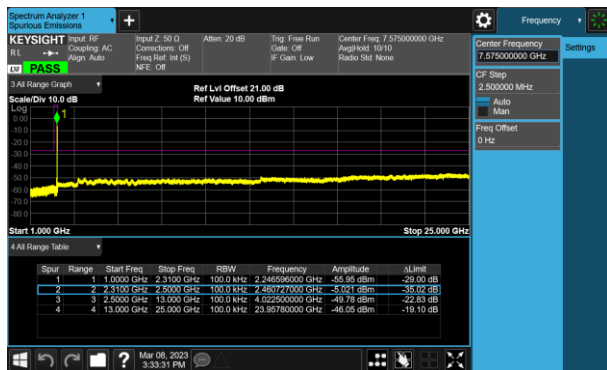 Spectrum Analyzer 1
Spurious Emissions
Frequency
KEYSIGHT Input: RF Input Z: 50 Ω Atten: 20 dB Trig: Free Run Center Freq: 7.575000000 GHz
RL Coupling: AC Corrections: Off Gate: Off Avg|Hold: 10/10
Align: Auto Freq Ref: Int (S) IF Gain: Low Radio Std: None
LXI PASS NFE: Off
Center Frequency
7.575000000 GHz
Settings
CF Step
2.500000 MHz
Auto
Man
Freq Offset
0 Hz
3 All Range Graph
Ref Lvl Offset 21.00 dB
Scale/Div 10.0 dB Ref Value 10.00 dBm
Log
0.00
-10.0
-20.0
-30.0
-40.0
-50.0
-60.0
-70.0
-80.0
1
Start 1.000 GHz Stop 25.000 GHz
4 All Range Table
Spur Range Start Freq Stop Freq RBW Frequency Amplitude ΔLimit
1 1 1.0000 GHz 2.3100 GHz 100.0 kHz 2.246596000 GHz -55.95 dBm -29.00 dB
2 2 2.3100 GHz 2.5000 GHz 100.0 kHz 2.460727000 GHz -5.021 dBm -35.02 dB
3 3 2.5000 GHz 13.000 GHz 100.0 kHz 4.022500000 GHz -49.78 dBm -22.83 dB
4 4 13.000 GHz 25.000 GHz 100.0 kHz 23.95780000 GHz -46.05 dBm -19.10 dB
Mar 08, 2023
3:33:31 PM